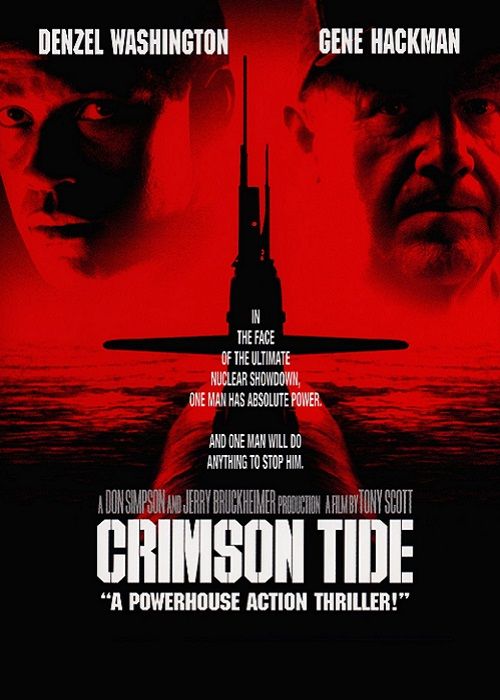 DENZEL WASHINGTON
GENE HACKMAN
IN
THE FACE
OF THE ULTIMATE
NUCLEAR SHOWDOWN,
ONE MAN HAS ABSOLUTE POWER.
AND ONE MAN WILL DO
ANYTHING TO STOP HIM.
A DON SIMPSON AND JERRY BRUCKHEIMER PRODUCTION A FILM BY TONY SCOTT
CRIMSON TIDE
“A POWERHOUSE ACTION THRILLER!”